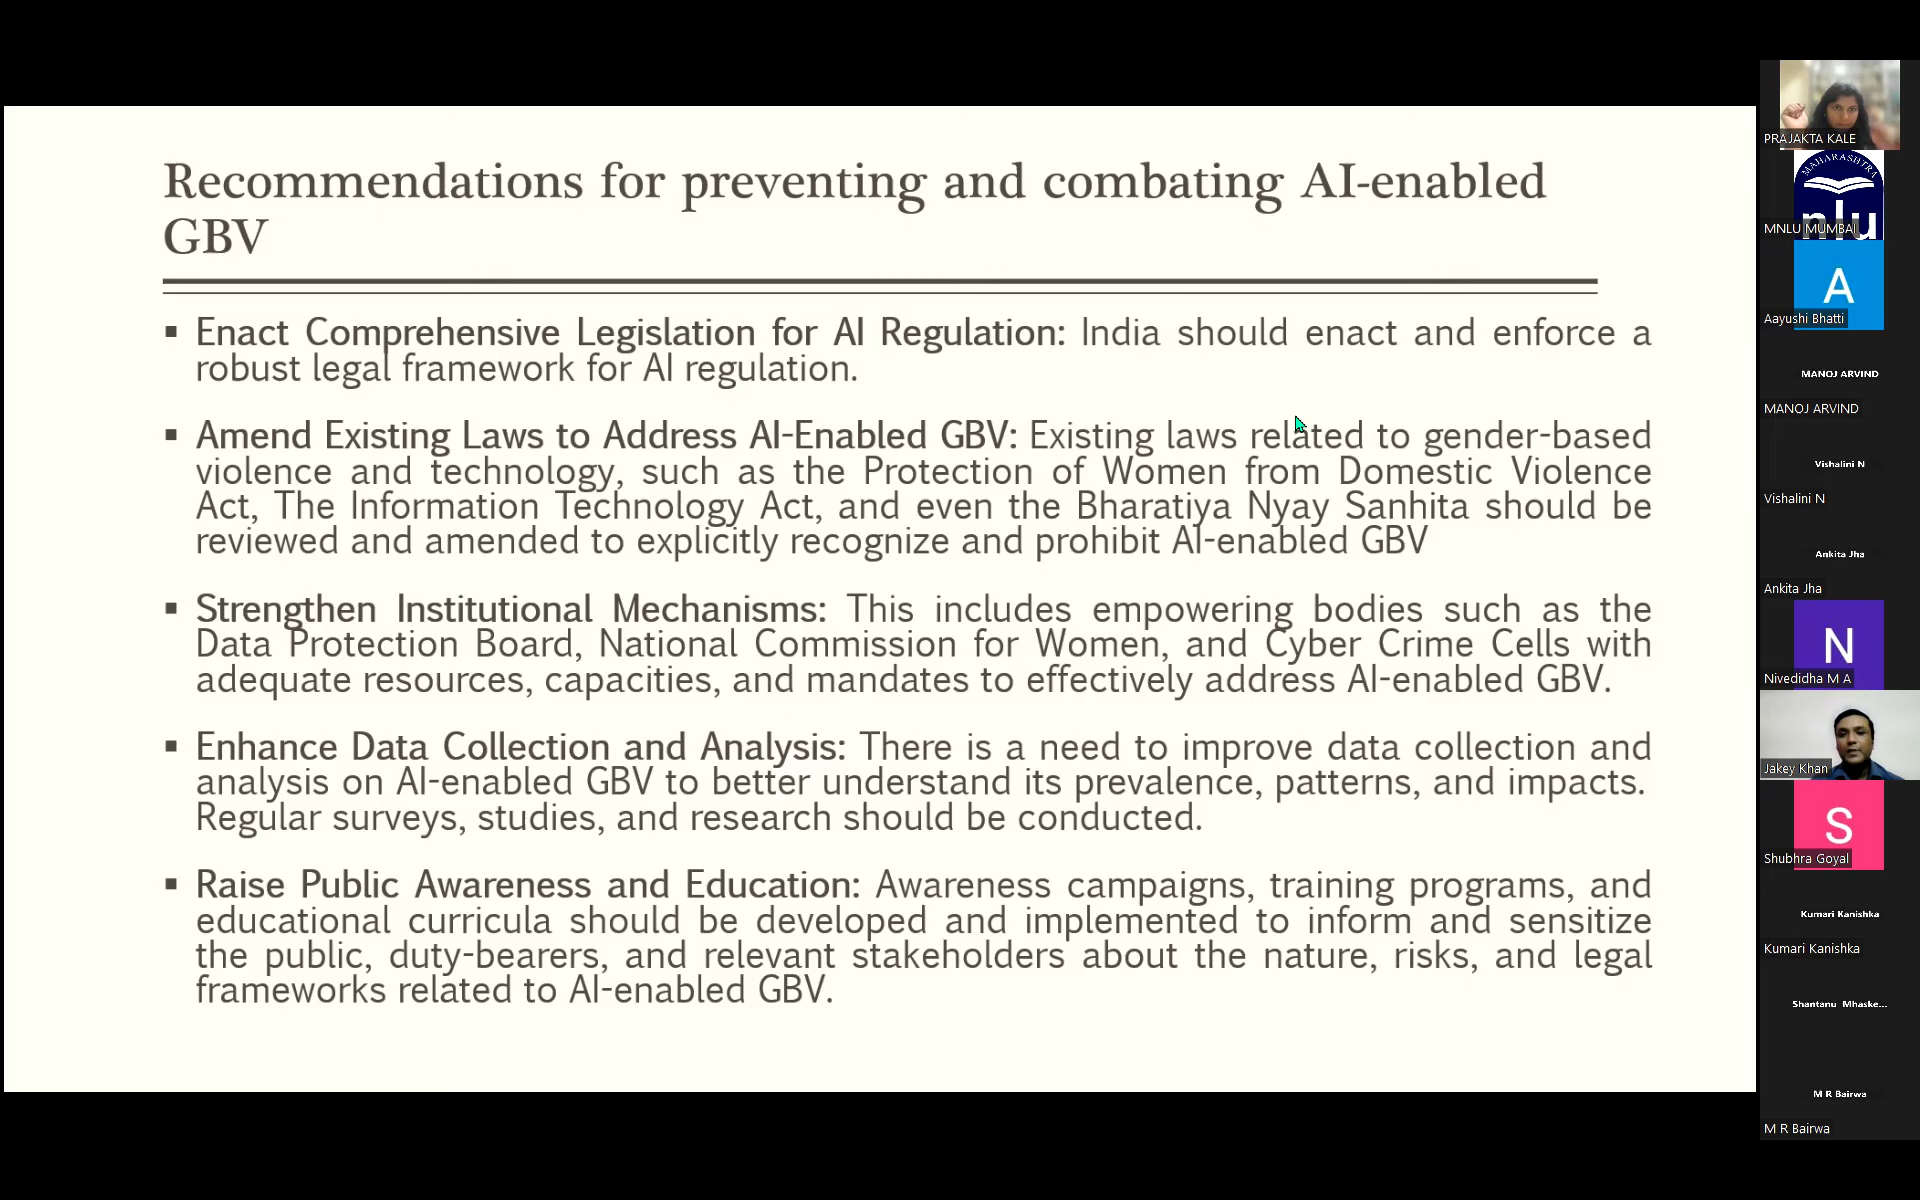 Recommendations for preventing and combating AI-enabled
GBV
▪ Enact Comprehensive Legislation for AI Regulation: India should enact and enforce a
robust legal framework for AI regulation.
▪ Amend Existing Laws to Address AI-Enabled GBV: Existing laws related to gender-based
violence and technology, such as the Protection of Women from Domestic Violence
Act, The Information Technology Act, and even the Bharatiya Nyay Sanhita should be
reviewed and amended to explicitly recognize and prohibit AI-enabled GBV
▪ Strengthen Institutional Mechanisms: This includes empowering bodies such as the
Data Protection Board, National Commission for Women, and Cyber Crime Cells with
adequate resources, capacities, and mandates to effectively address AI-enabled GBV.
▪ Enhance Data Collection and Analysis: There is a need to improve data collection and
analysis on AI-enabled GBV to better understand its prevalence, patterns, and impacts.
Regular surveys, studies, and research should be conducted.
▪ Raise Public Awareness and Education: Awareness campaigns, training programs, and
educational curricula should be developed and implemented to inform and sensitize
the public, duty-bearers, and relevant stakeholders about the nature, risks, and legal
frameworks related to AI-enabled GBV.
PRAJAKTA KALE
MAHARASHTRA
nlu
MNLU MUMBAI
A
Aayushi Bhatti
MANOJ ARVIND
MANOJ ARVIND
Vishalini N
Vishalini N
Ankita Jha
Ankita Jha
N
Nivedidha M A
Jakey Khan
S
Shubhra Goyal
Kumari Kanishka
Kumari Kanishka
Shantanu Mhaske...
M R Bairwa
M R Bairwa